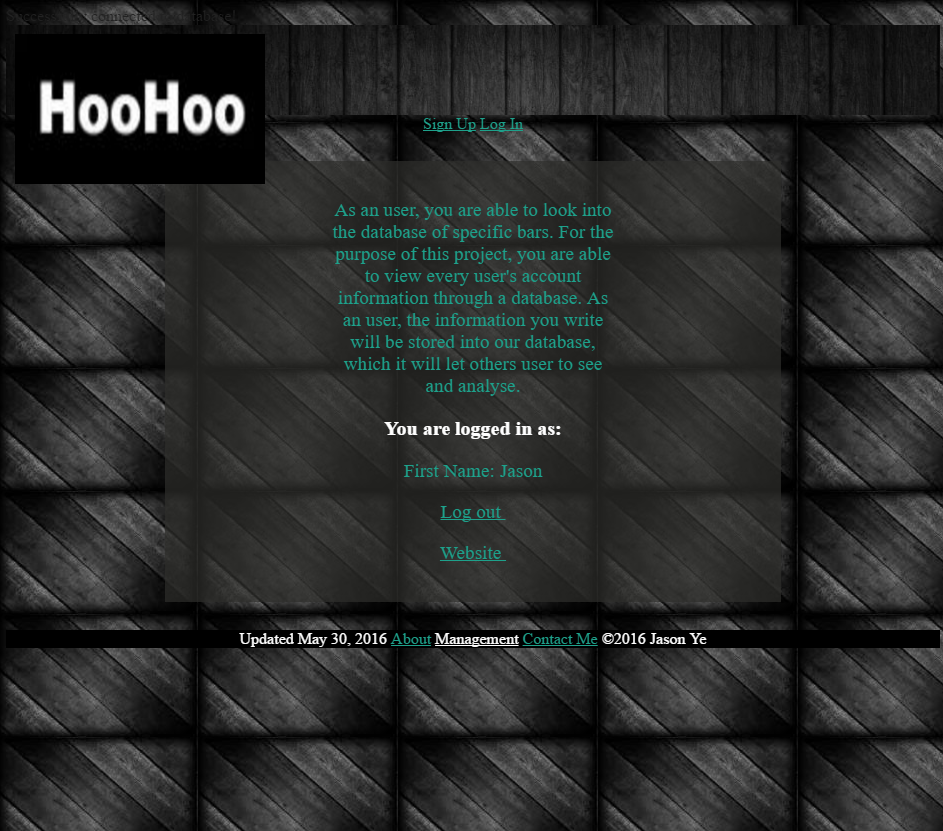 Successfully connected to database!
HooHoo
Sign Up Log In
As an user, you are able to look into
the database of specific bars. For the
purpose of this project, you are able
to view every user's account
information through a database. As
an user, the information you write
will be stored into our database,
which it will let others user to see
and analyse.
You are logged in as:
First Name: Jason
Log out
Website
Updated May 30, 2016 About Management Contact Me ©2016 Jason Ye